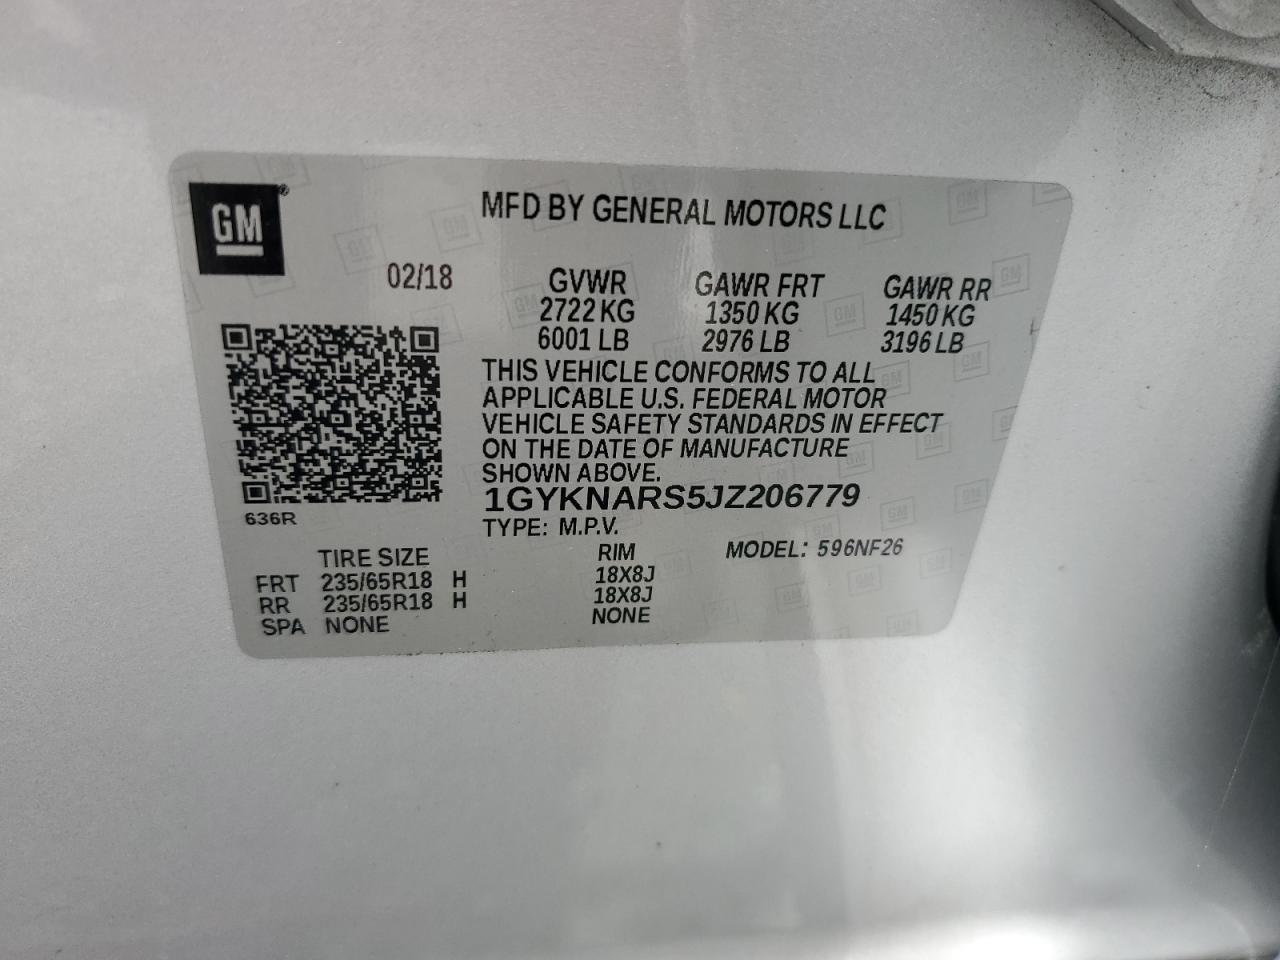 GM®
MFD BY GENERAL MOTORS LLC
02/18
GVWR GAWR FRT GAWR RR
2722 KG 1350 KG 1450 KG
6001 LB 2976 LB 3196 LB
THIS VEHICLE CONFORMS TO ALL
APPLICABLE U.S. FEDERAL MOTOR
VEHICLE SAFETY STANDARDS IN EFFECT
ON THE DATE OF MANUFACTURE
SHOWN ABOVE.
1GYKNARS5JZ206779
636R
TYPE: M.P.V.
TIRE SIZE RIM MODEL: 596NF26
FRT 235/65R18 H 18X8J
RR 235/65R18 H 18X8J
SPA NONE NONE